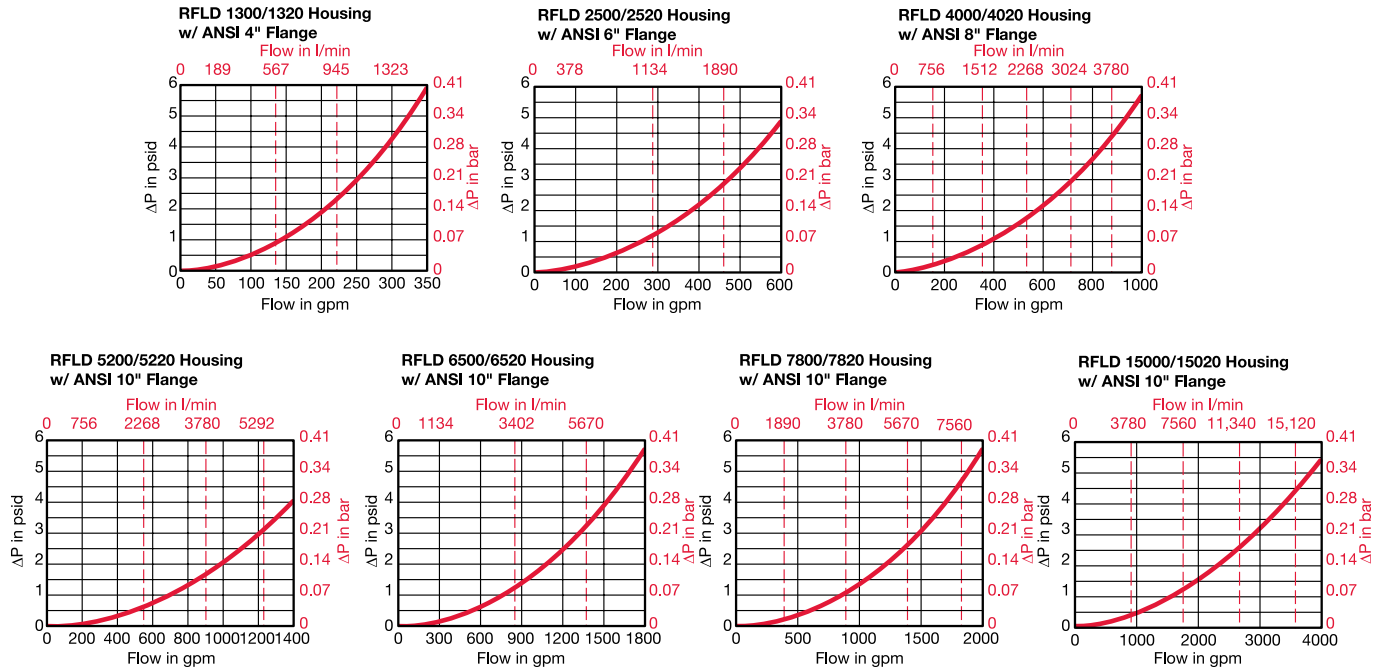 RFLD 1300/1320 Housing
w/ ANSI 4" Flange
Flow in l/min
0 189 567 945 1323
6 0.41
5 0.34
4 0.28
3 0.21
2 0.14
1 0.07
0 0
ΔP in psid
ΔP in bar
0 50 100 150 200 250 300 350
Flow in gpm
RFLD 2500/2520 Housing
w/ ANSI 6" Flange
Flow in l/min
0 378 1134 1890
6 0.41
5 0.34
4 0.28
3 0.21
2 0.14
1 0.07
0 0
ΔP in psid
ΔP in bar
0 100 200 300 400 500 600
Flow in gpm
RFLD 4000/4020 Housing
w/ ANSI 8" Flange
Flow in l/min
0 756 1512 2268 3024 3780
6 0.41
5 0.34
4 0.28
3 0.21
2 0.14
1 0.07
0 0
ΔP in psid
ΔP in bar
0 200 400 600 800 1000
Flow in gpm
RFLD 5200/5220 Housing
w/ ANSI 10" Flange
Flow in l/min
0 756 2268 3780 5292
6 0.41
5 0.34
4 0.28
3 0.21
2 0.14
1 0.07
0 0
ΔP in psid
ΔP in bar
0 200 400 600 800 1000 1200 1400
Flow in gpm
RFLD 6500/6520 Housing
w/ ANSI 10" Flange
Flow in l/min
0 1134 3402 5670
6 0.41
5 0.34
4 0.28
3 0.21
2 0.14
1 0.07
0 0
ΔP in psid
ΔP in bar
0 300 600 900 1200 1500 1800
Flow in gpm
RFLD 7800/7820 Housing
w/ ANSI 10" Flange
Flow in l/min
0 1890 3780 5670 7560
6 0.41
5 0.34
4 0.28
3 0.21
2 0.14
1 0.07
0 0
ΔP in psid
ΔP in bar
0 500 1000 1500 2000
Flow in gpm
RFLD 15000/15020 Housing
w/ ANSI 10" Flange
Flow in l/min
0 3780 7560 11,340 15,120
6 0.41
5 0.34
4 0.28
3 0.21
2 0.14
1 0.07
0 0
ΔP in psid
ΔP in bar
0 1000 2000 3000 4000
Flow in gpm